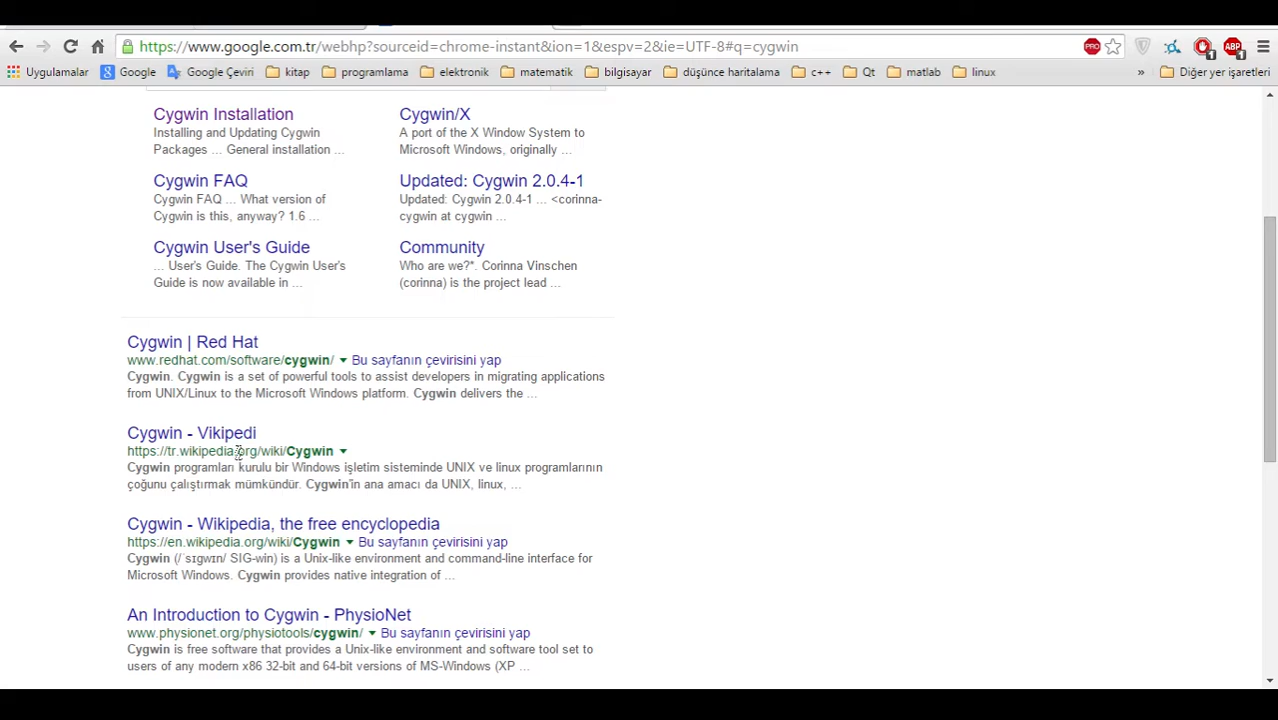 https://www.google.com.tr/webhp?sourceid=chrome-instant&ion=1&espv=2&ie=UTF-8#q=cygwin
PRO 1 ABP 1
Uygulamalar Google Google Çeviri kitap programlama elektronik matematik bilgisayar düşünce haritalama c++ Qt matlab linux » Diğer yer işaretleri
Cygwin Installation
Installing and Updating Cygwin
Packages ... General installation ...
Cygwin/X
A port of the X Window System to
Microsoft Windows, originally ...
Cygwin FAQ
Cygwin FAQ ... What version of
Cygwin is this, anyway? 1.6 ...
Updated: Cygwin 2.0.4-1
Updated: Cygwin 2.0.4-1 ... <corinna-
cygwin at cygwin ...
Cygwin User's Guide
... User's Guide. The Cygwin User's
Guide is now available in ...
Community
Who are we?*. Corinna Vinschen
(corinna) is the project lead ...
Cygwin | Red Hat
www.redhat.com/software/cygwin/ Bu sayfanın çevirisini yap
Cygwin. Cygwin is a set of powerful tools to assist developers in migrating applications
from UNIX/Linux to the Microsoft Windows platform. Cygwin delivers the ...
Cygwin - Vikipedi
https://tr.wikipedia.org/wiki/Cygwin
Cygwin programları kurulu bir Windows işletim sisteminde UNIX ve linux programlarının
çoğunu çalıştırmak mümkündür. Cygwin'in ana amacı da UNIX, linux, ...
Cygwin - Wikipedia, the free encyclopedia
https://en.wikipedia.org/wiki/Cygwin Bu sayfanın çevirisini yap
Cygwin (/ˈsɪɡwɪn/ SIG-win) is a Unix-like environment and command-line interface for
Microsoft Windows. Cygwin provides native integration of ...
An Introduction to Cygwin - PhysioNet
www.physionet.org/physiotools/cygwin/ Bu sayfanın çevirisini yap
Cygwin is free software that provides a Unix-like environment and software tool set to
users of any modern x86 32-bit and 64-bit versions of MS-Windows (XP ...